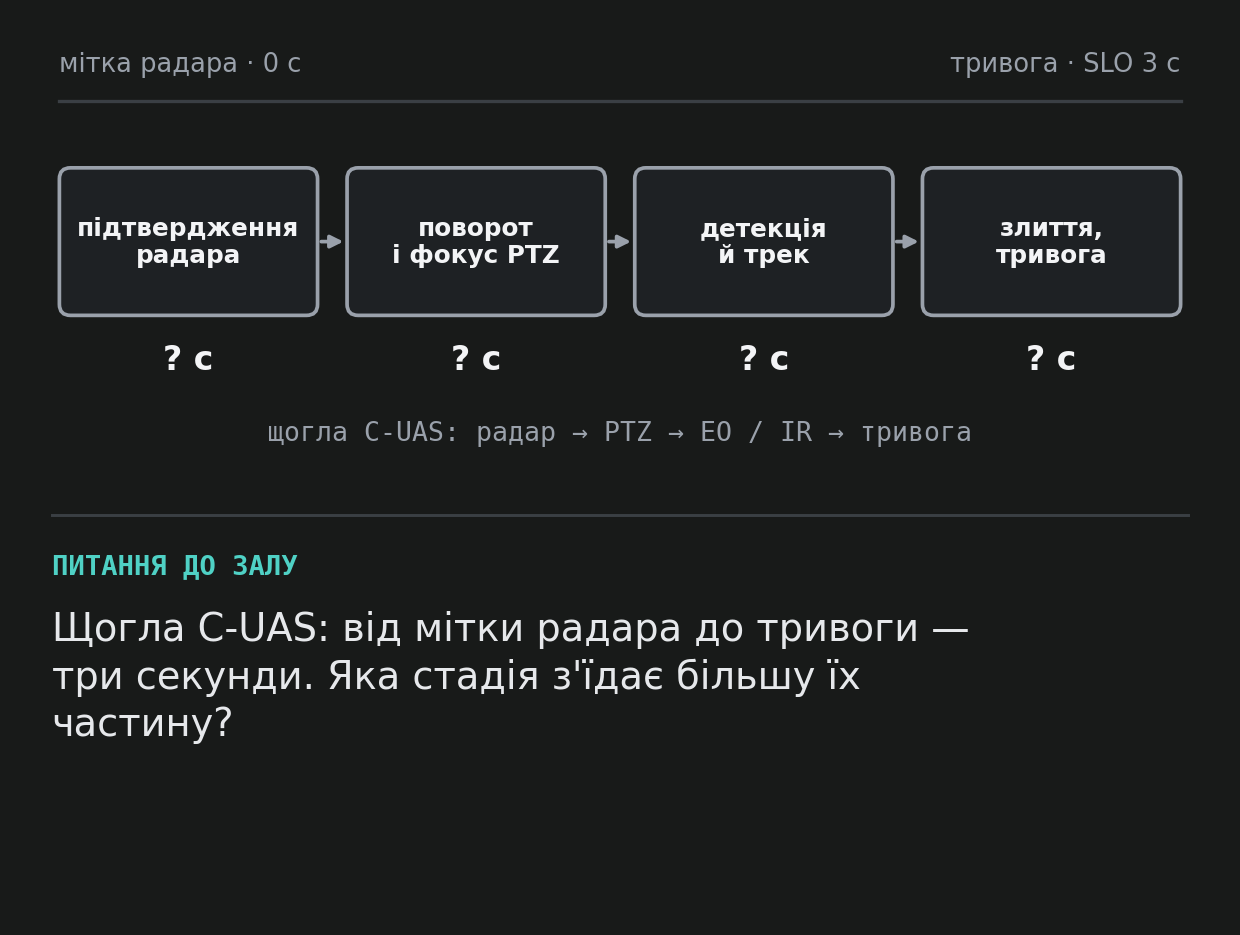 мітка радара · 0 с
тривога · SLO 3 с
підтвердження
радара
поворот
і фокус PTZ
детекція
й трек
злиття,
тривога
? с
? с
? с
? с
щогла C-UAS: радар → PTZ → EO / IR → тривога
ПИТАННЯ ДО ЗАЛУ
Щогла C-UAS: від мітки радара до тривоги —
три секунди. Яка стадія з'їдає більшу їх
частину?